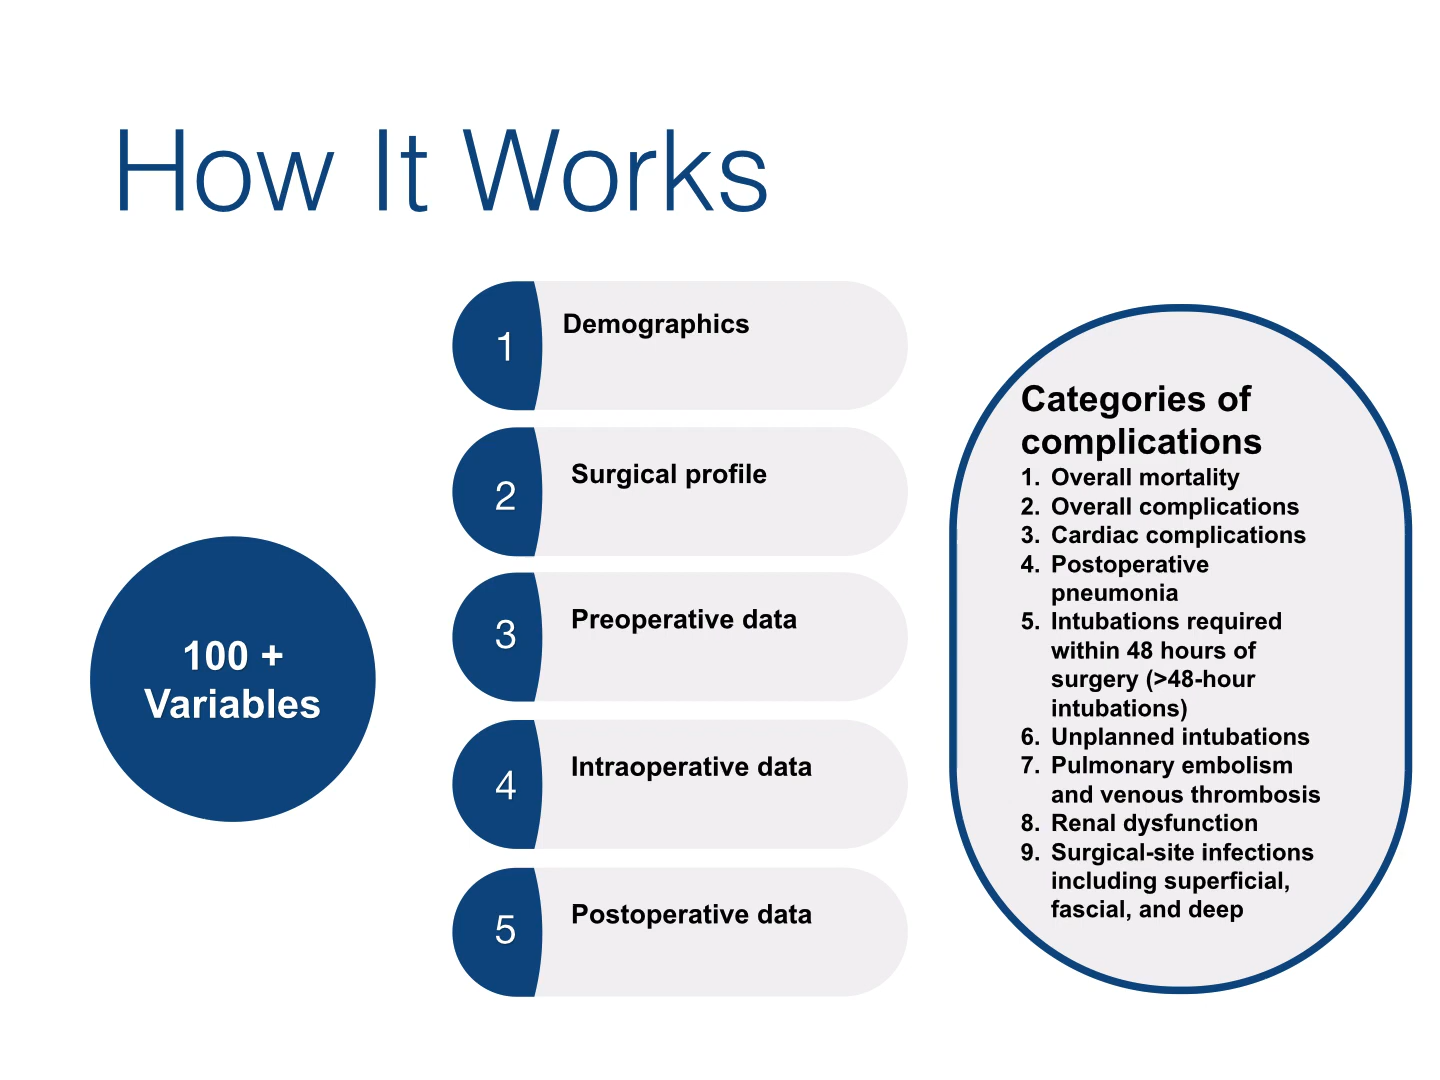 How It Works
100 +
Variables
1
Demographics
2
Surgical profile
3
Preoperative data
4
Intraoperative data
5
Postoperative data
Categories of
complications
1. Overall mortality
2. Overall complications
3. Cardiac complications
4. Postoperative
pneumonia
5. Intubations required
within 48 hours of
surgery (>48-hour
intubations)
6. Unplanned intubations
7. Pulmonary embolism
and venous thrombosis
8. Renal dysfunction
9. Surgical-site infections
including superficial,
fascial, and deep